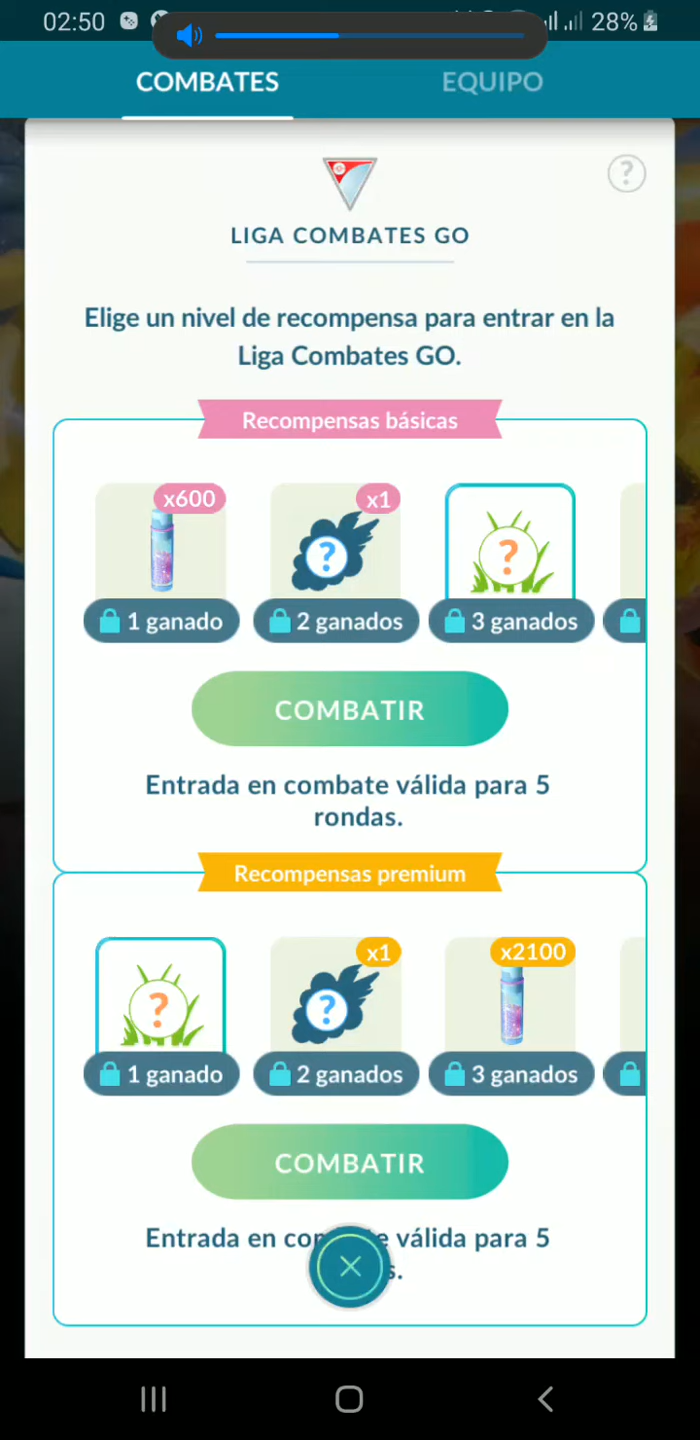 02:50
28%
COMBATES
EQUIPO
?
LIGA COMBATES GO
Elige un nivel de recompensa para entrar en la
Liga Combates GO.
Recompensas básicas
x600
x1
?
?
1 ganado
2 ganados
3 ganados
COMBATIR
Entrada en combate válida para 5
rondas.
Recompensas premium
x1
x2100
?
?
1 ganado
2 ganados
3 ganados
COMBATIR
Entrada en
válida para 5